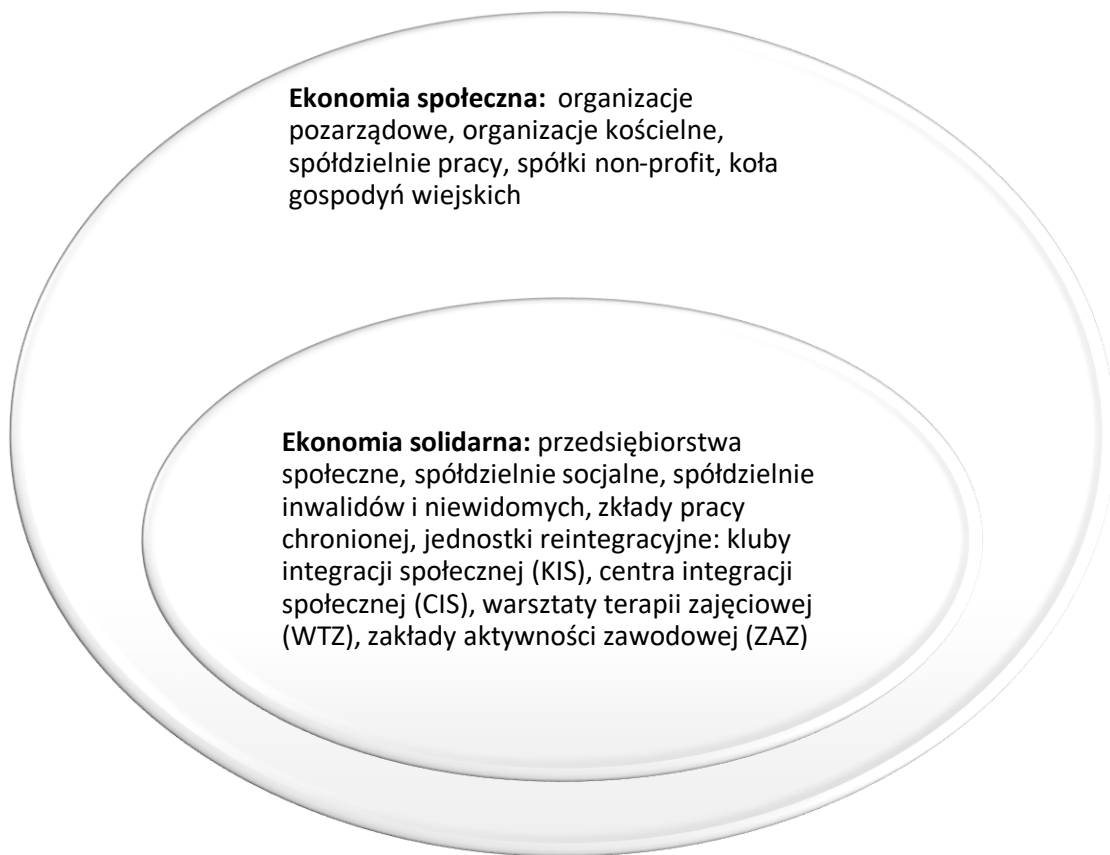 Ekonomia społeczna: organizacje
pozarządowe, organizacje kościelne,
spółdzielnie pracy, spółki non-profit, koła
gospodyń wiejskich
Ekonomia solidarna: przedsiębiorstwa
społeczne, spółdzielnie socjalne, spółdzielnie
inwalidów i niewidomych, zkłady pracy
chronionej, jednostki reintegracyjne: kluby
integracji społecznej (KIS), centra integracji
społecznej (CIS), warsztaty terapii zajęciowej
(WTZ), zakłady aktywności zawodowej (ZAZ)